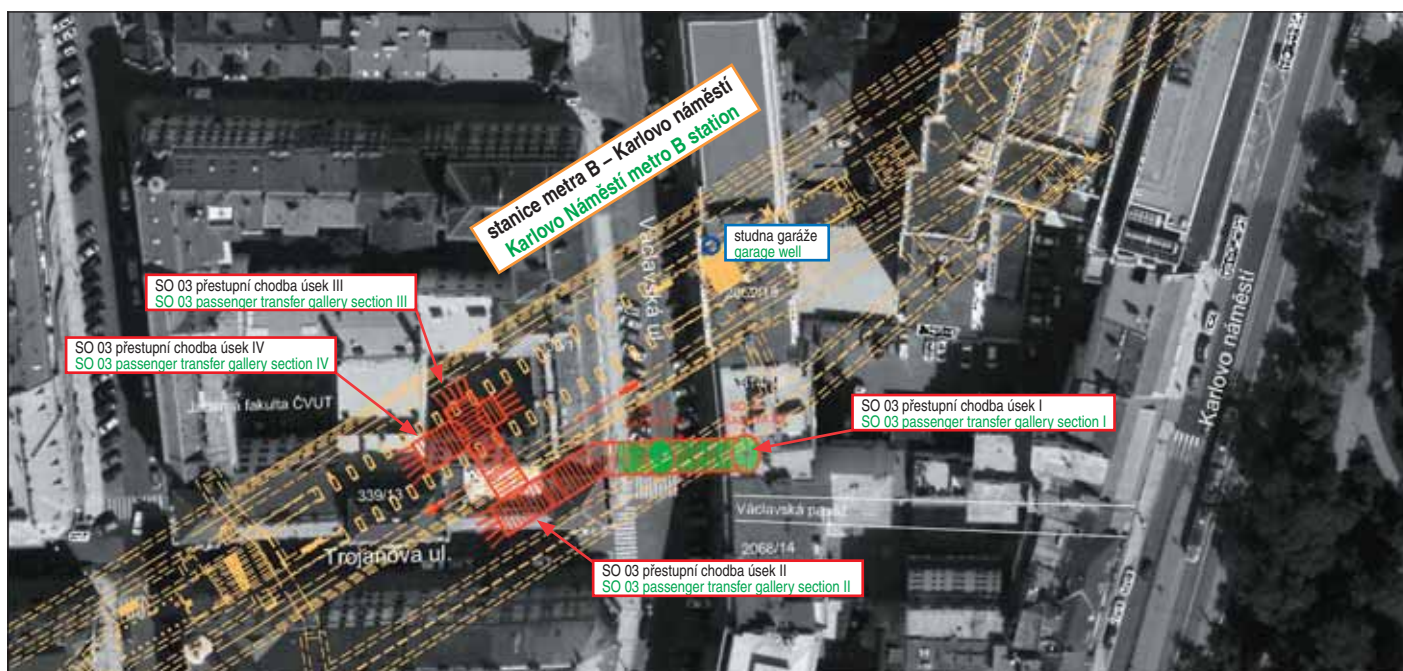 stanice metra B – Karlovo náměstí
Karlovo Náměstí metro B station
Václavská ul.
studna garáže
garage well
SO 03 přestupní chodba úsek III
SO 03 passenger transfer gallery section III
SO 03 přestupní chodba úsek IV
SO 03 passenger transfer gallery section IV
fakulta ČVUT
Karlovo náměstí
SO 03 přestupní chodba úsek I
SO 03 passenger transfer gallery section I
339/13
Václavská
2068/14
Trojanova ul.
SO 03 přestupní chodba úsek II
SO 03 passenger transfer gallery section II